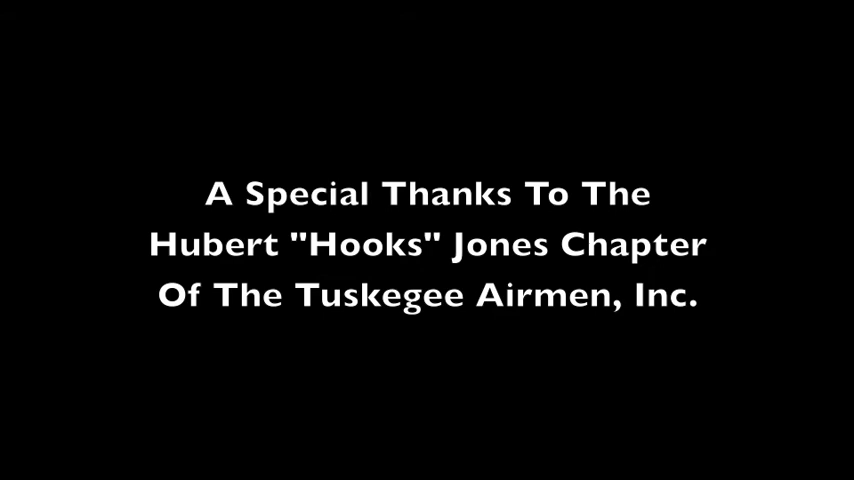 A Special Thanks To The
Hubert "Hooks" Jones Chapter
Of The Tuskegee Airmen, Inc.